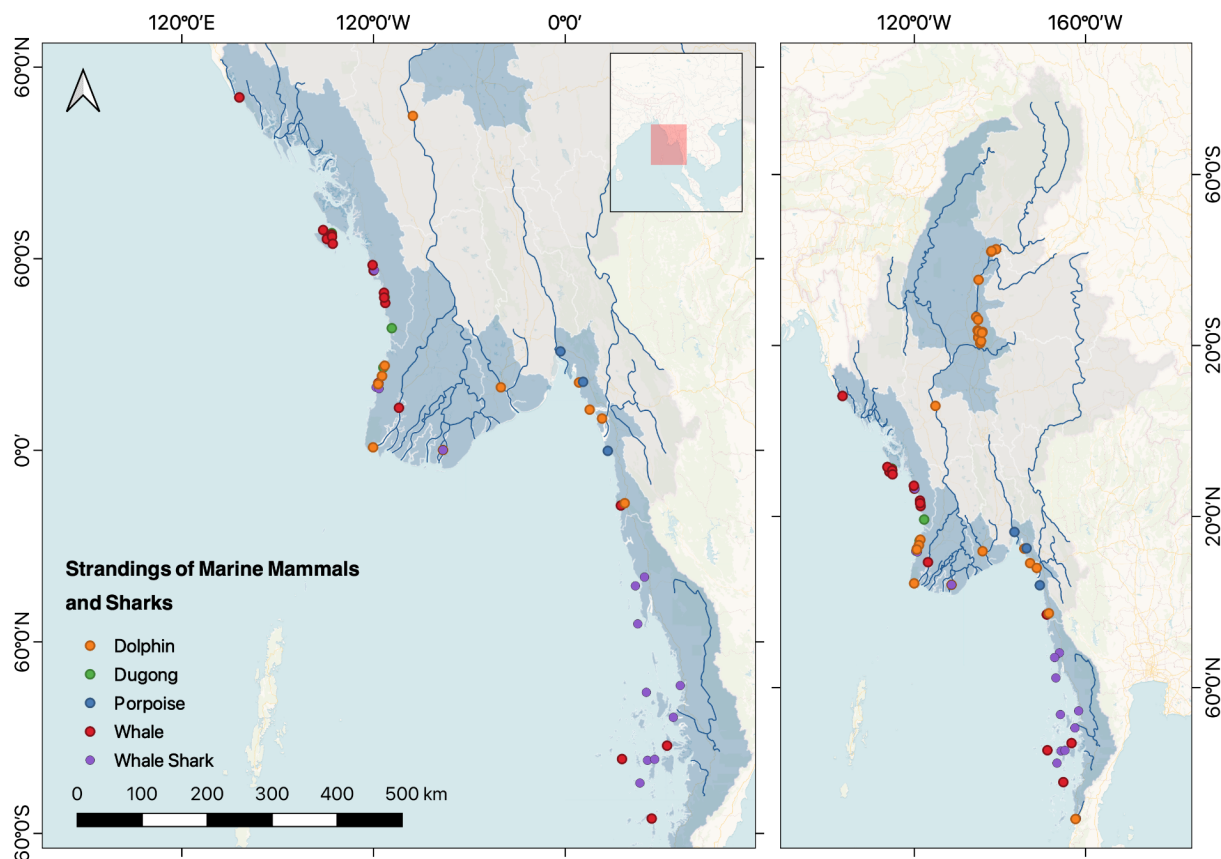 120°0′E
120°0′W
0°0′
120°0′W
160°0′W
60°0′N
60°0′S
0°0′
60°0′N
60°0′S
60°0′S
20°0′S
20°0′N
60°0′N
Strandings of Marine Mammals
and Sharks
Dolphin
Dugong
Porpoise
Whale
Whale Shark
0 100 200 300 400 500 km